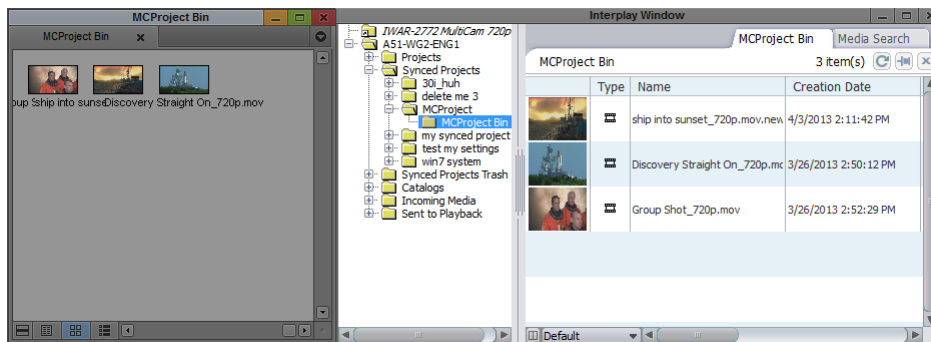 MCProject Bin
MCProject Bin
oup Ship into sunse Discovery Straight On_720p.mov
Interplay Window
IWAR-2772 MultiCam 720p
A51-WG2-ENG1
Projects
Synced Projects
30i_huh
delete me 3
MCProject
MCProject Bin
my synced project
test my settings
win7 system
Synced Projects Trash
Catalogs
Incoming Media
Sent to Playback
MCProject Bin Media Search
MCProject Bin 3 item(s)
Type Name Creation Date
ship into sunset_720p.mov.new 4/3/2013 2:11:42 PM
Discovery Straight On_720p.mc 3/26/2013 2:50:12 PM
Group Shot_720p.mov 3/26/2013 2:52:29 PM
Default